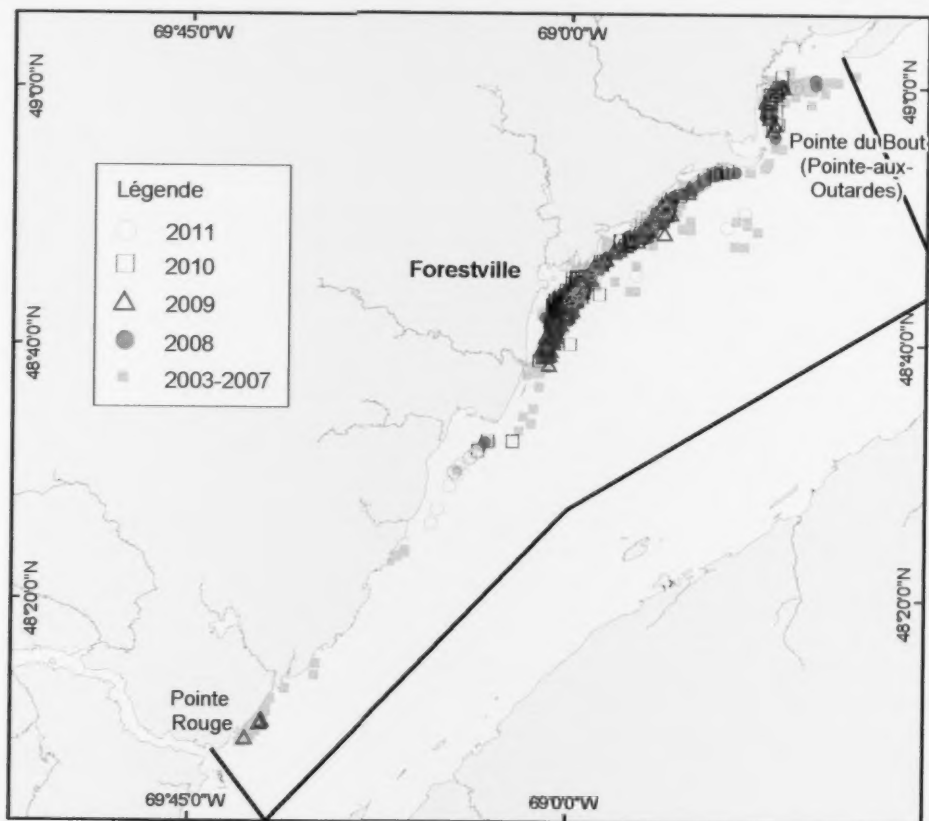 69°45'0"W
69°0'0"W
49°0'0"N
49°0'0"N
Pointe du Bout
(Pointe-aux-
Outardes)
Légende
2011
2010
2009
2008
2003-2007
Forestville
48°40'0"N
48°40'0"N
48°20'0"N
48°20'0"N
Pointe
Rouge
69°45'0"W
69°0'0"W